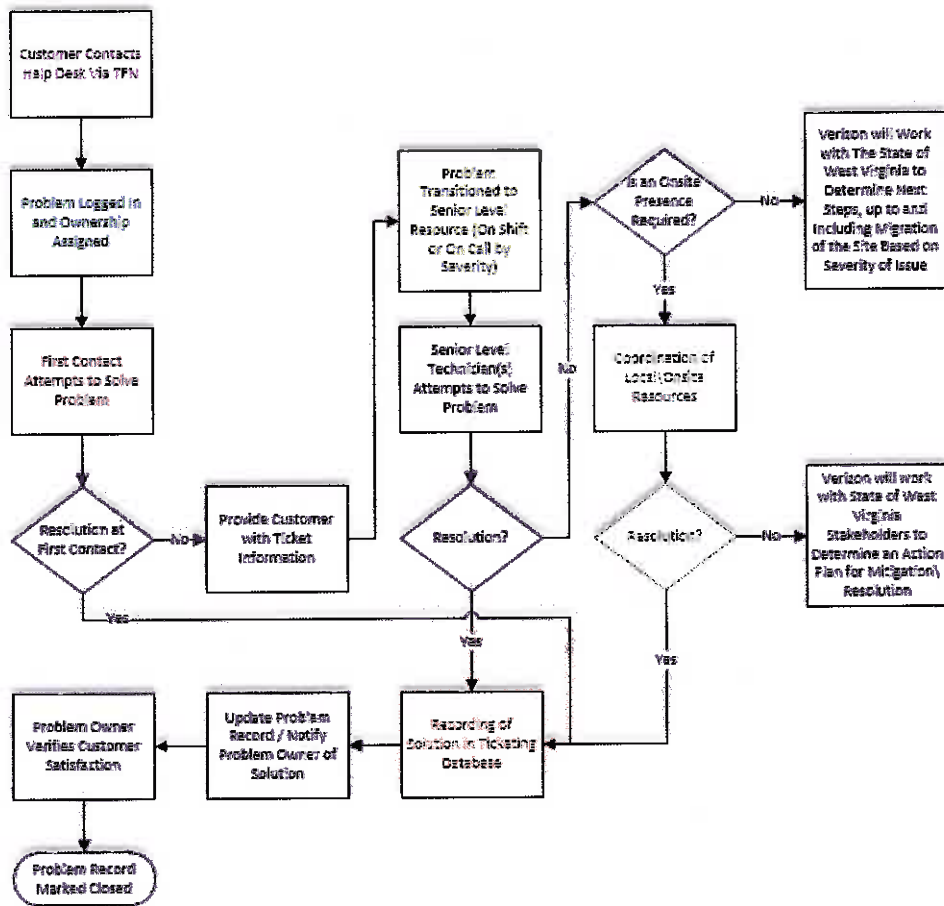 Customer Contacts
Help Desk Via TFN
Problem Logged In
and Ownership
Assigned
First Contact
Attempts to Solve
Problem
Resolution at
First Contact?
No
Yes
Provide Customer
with Ticket
Information
Problem
Transitioned to
Senior Level
Resource (On Shift
or On Call by
Severity)
Senior Level
Technician(s)
Attempts to Solve
Problem
Resolution?
No
Yes
Is an Onsite
Presence
Required?
No
Yes
Verizon will Work
with The State of
West Virginia to
Determine Next
Steps, up to and
Including Migration
of the Site Based on
Severity of Issue
Coordination of
Local\Onsite
Resources
Resolution?
No
Yes
Verizon will work
with State of West
Virginia
Stakeholders to
Determine an Action
Plan for Mitigation\
Resolution
Recording of
Solution in Ticketing
Database
Update Problem
Record / Notify
Problem Owner of
Solution
Problem Owner
Verifies Customer
Satisfaction
Problem Record
Marked Closed